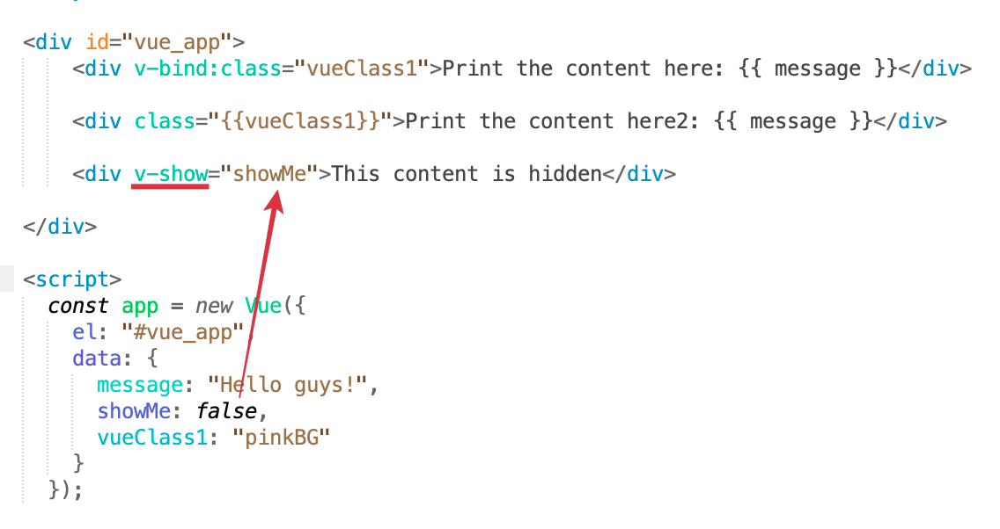 <div id="vue_app">
<div v-bind:class="vueClass1">Print the content here: {{ message }}</div>
<div class="{{vueClass1}}">Print the content here2: {{ message }}</div>
<div v-show="showMe">This content is hidden</div>
</div>
<script>
const app = new Vue({
el: "#vue_app",
data: {
message: "Hello guys!",
showMe: false,
vueClass1: "pinkBG"
}
});